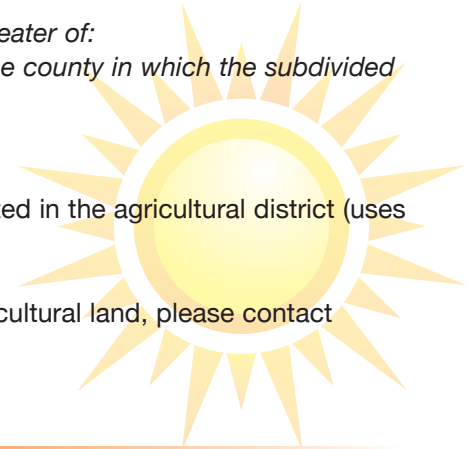 eater of:
e county in which the subdivided
ted in the agricultural district (uses
cultural land, please contact